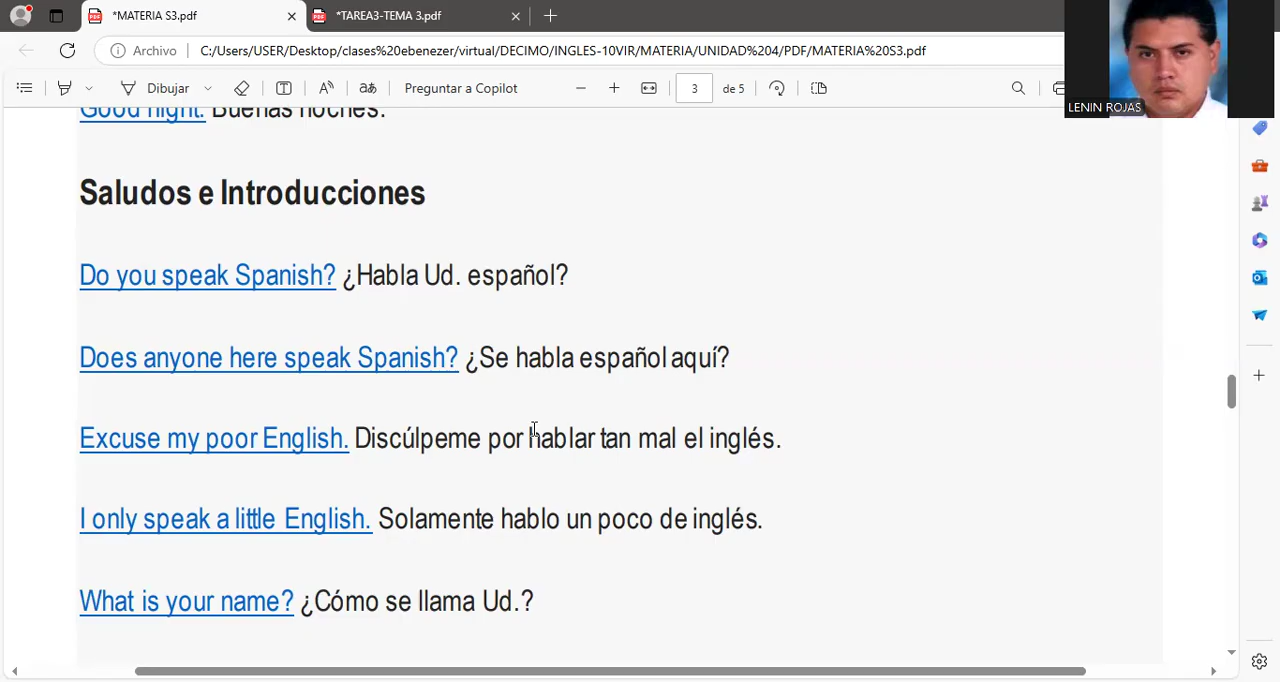 *MATERIA S3.pdf
*TAREA3-TEMA 3.pdf
Archivo
C:/Users/USER/Desktop/clases%20ebenezer/virtual/DECIMO/INGLES-10VIR/MATERIA/UNIDAD%204/PDF/MATERIA%20S3.pdf
Dibujar
Preguntar a Copilot
3 de 5
LENIN ROJAS
Good night. Buenas noches.
Saludos e Introducciones
Do you speak Spanish? ¿Habla Ud. español?
Does anyone here speak Spanish? ¿Se habla español aquí?
Excuse my poor English. Discúlpeme por hablar tan mal el inglés.
I only speak a little English. Solamente hablo un poco de inglés.
What is your name? ¿Cómo se llama Ud.?